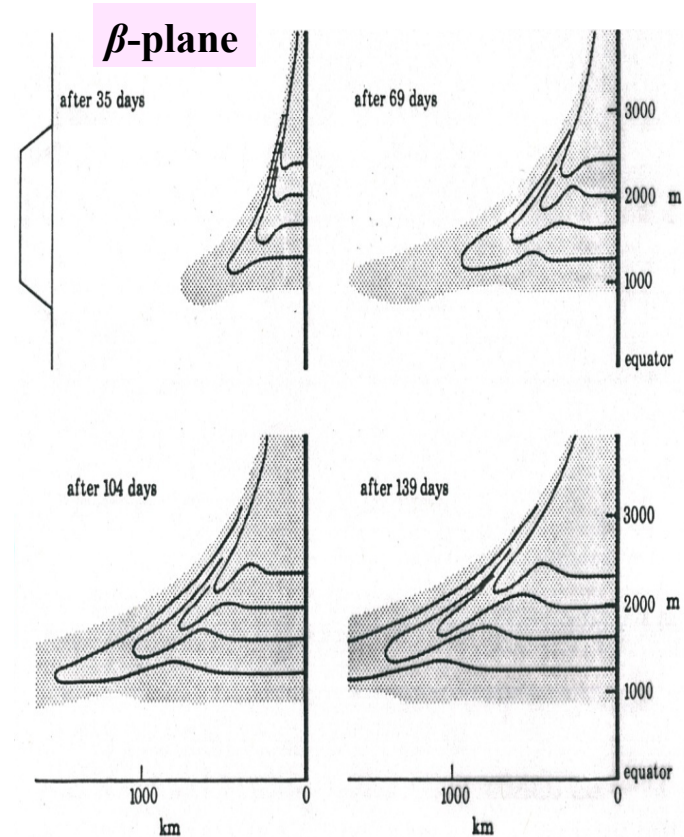 β-plane
after 35 days
after 69 days
3000
2000 m
1000
equator
after 104 days
after 139 days
3000
2000 m
1000
equator
1000
0
1000
0
km
km